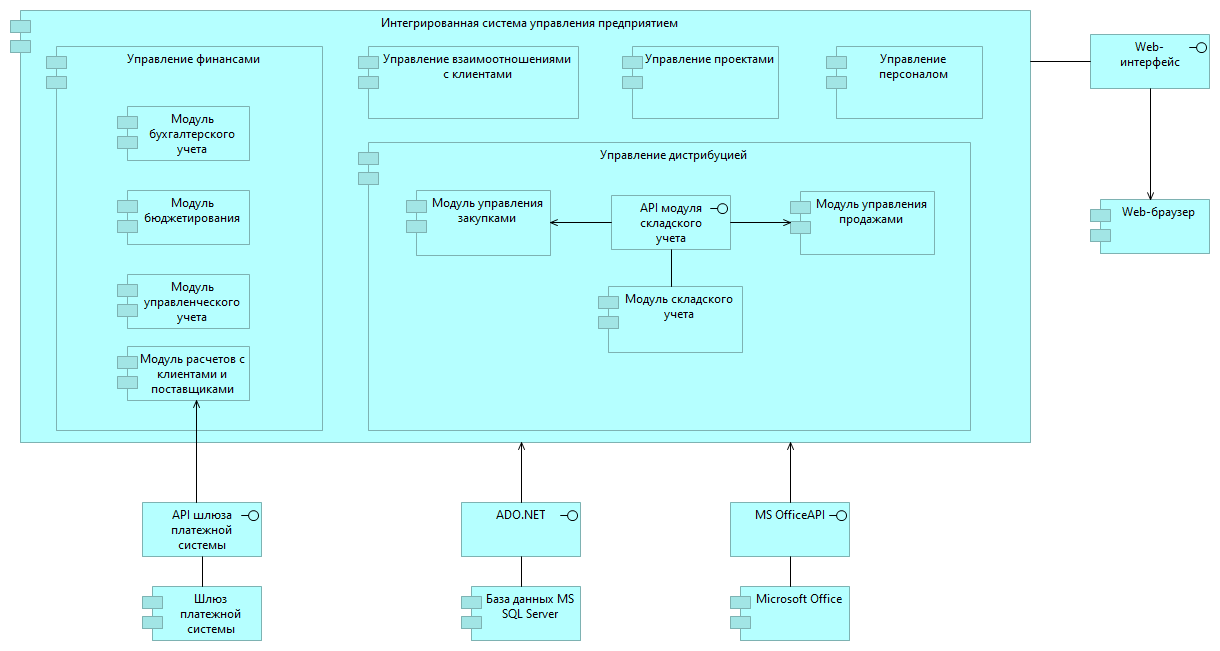 Интегрированная система управления предприятием
Управление финансами
Модуль
бухгалтерского
учета
Модуль
бюджетирования
Модуль
управленческого
учета
Модуль расчетов с
клиентами и
поставщиками
Управление взаимоотношениями
с клиентами
Управление проектами
Управление
персоналом
Управление дистрибуцией
Модуль управления
закупками
API модуля
складского
учета
Модуль управления
продажами
Модуль складского
учета
Web-
интерфейс
Web-браузер
API шлюза
платежной
системы
ADO.NET
MS OfficeAPI
Шлюз
платежной
системы
База данных MS
SQL Server
Microsoft Office